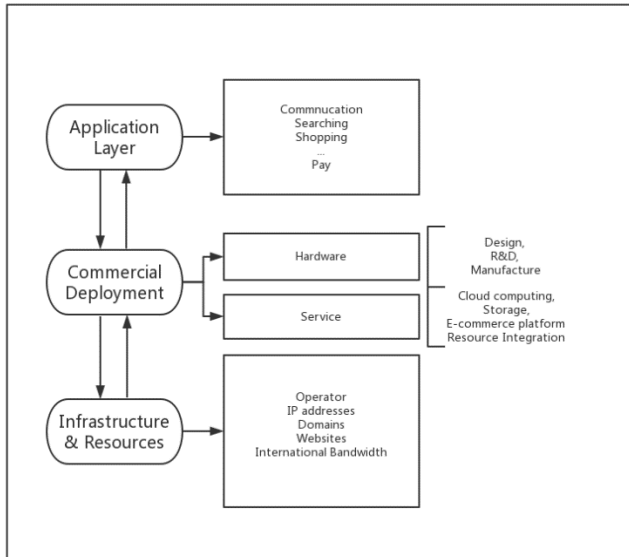 Application
Layer
Commnucation
Searching
Shopping
...
Pay
Commercial
Deployment
Hardware
Service
Design,
R&D,
Manufacture
Cloud computing,
Storage,
E-commerce platform
Resource Integration
Infrastructure
& Resources
Operator
IP addresses
Domains
Websites
International Bandwidth